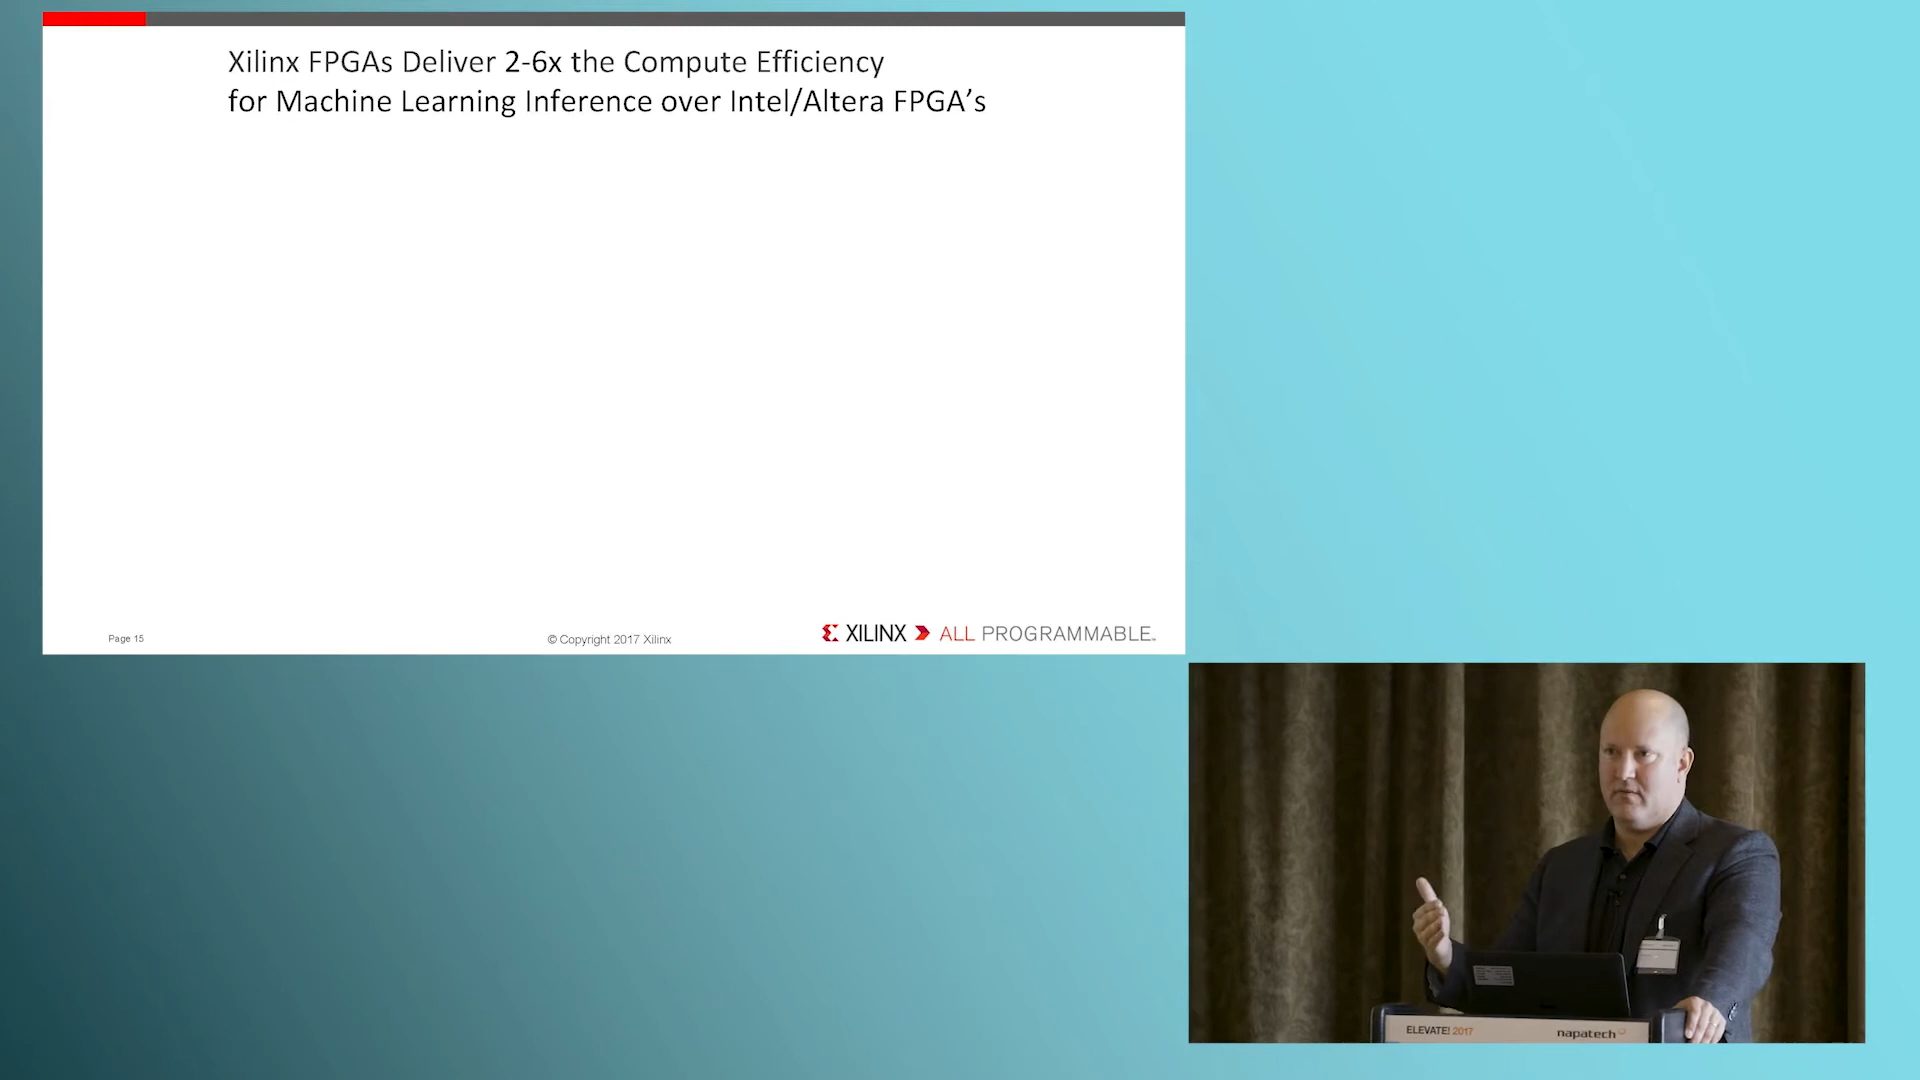 Xilinx FPGAs Deliver 2-6x the Compute Efficiency
for Machine Learning Inference over Intel/Altera FPGA’s
Page 15
© Copyright 2017 Xilinx
XILINX ALL PROGRAMMABLE™
ELEVATE! 2017
napatech